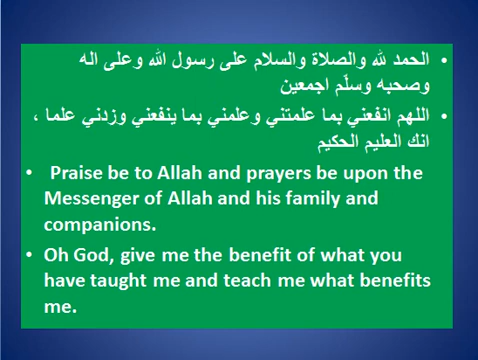 الحمد لله والصلاة والسلام على رسول الله وعلى اله
وصحبه وسلّم اجمعين
اللهم انفعني بما علمتني وعلمني بما ينفعني وزدني علما ،
انك العليم الحكيم
Praise be to Allah and prayers be upon the
Messenger of Allah and his family and
companions.
Oh God, give me the benefit of what you
have taught me and teach me what benefits
me.